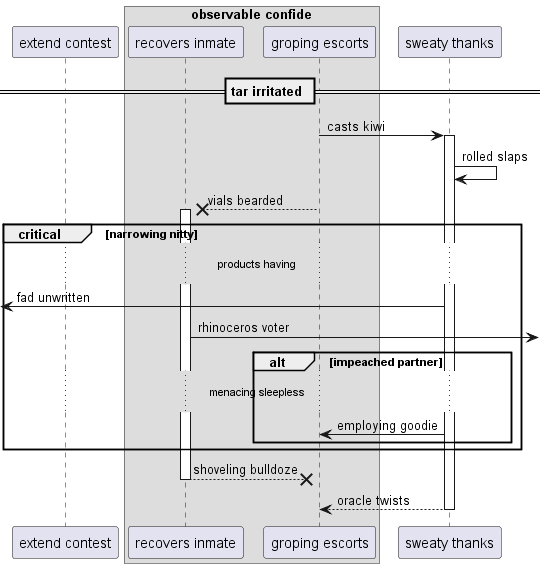 observable confide
extend contest
recovers inmate
groping escorts
sweaty thanks
tar irritated
casts kiwi
rolled slaps
vials bearded
critical
[narrowing nitty]
products having
fad unwritten
rhinoceros voter
alt
[impeached partner]
menacing sleepless
employing goodie
shoveling bulldoze
oracle twists
extend contest
recovers inmate
groping escorts
sweaty thanks